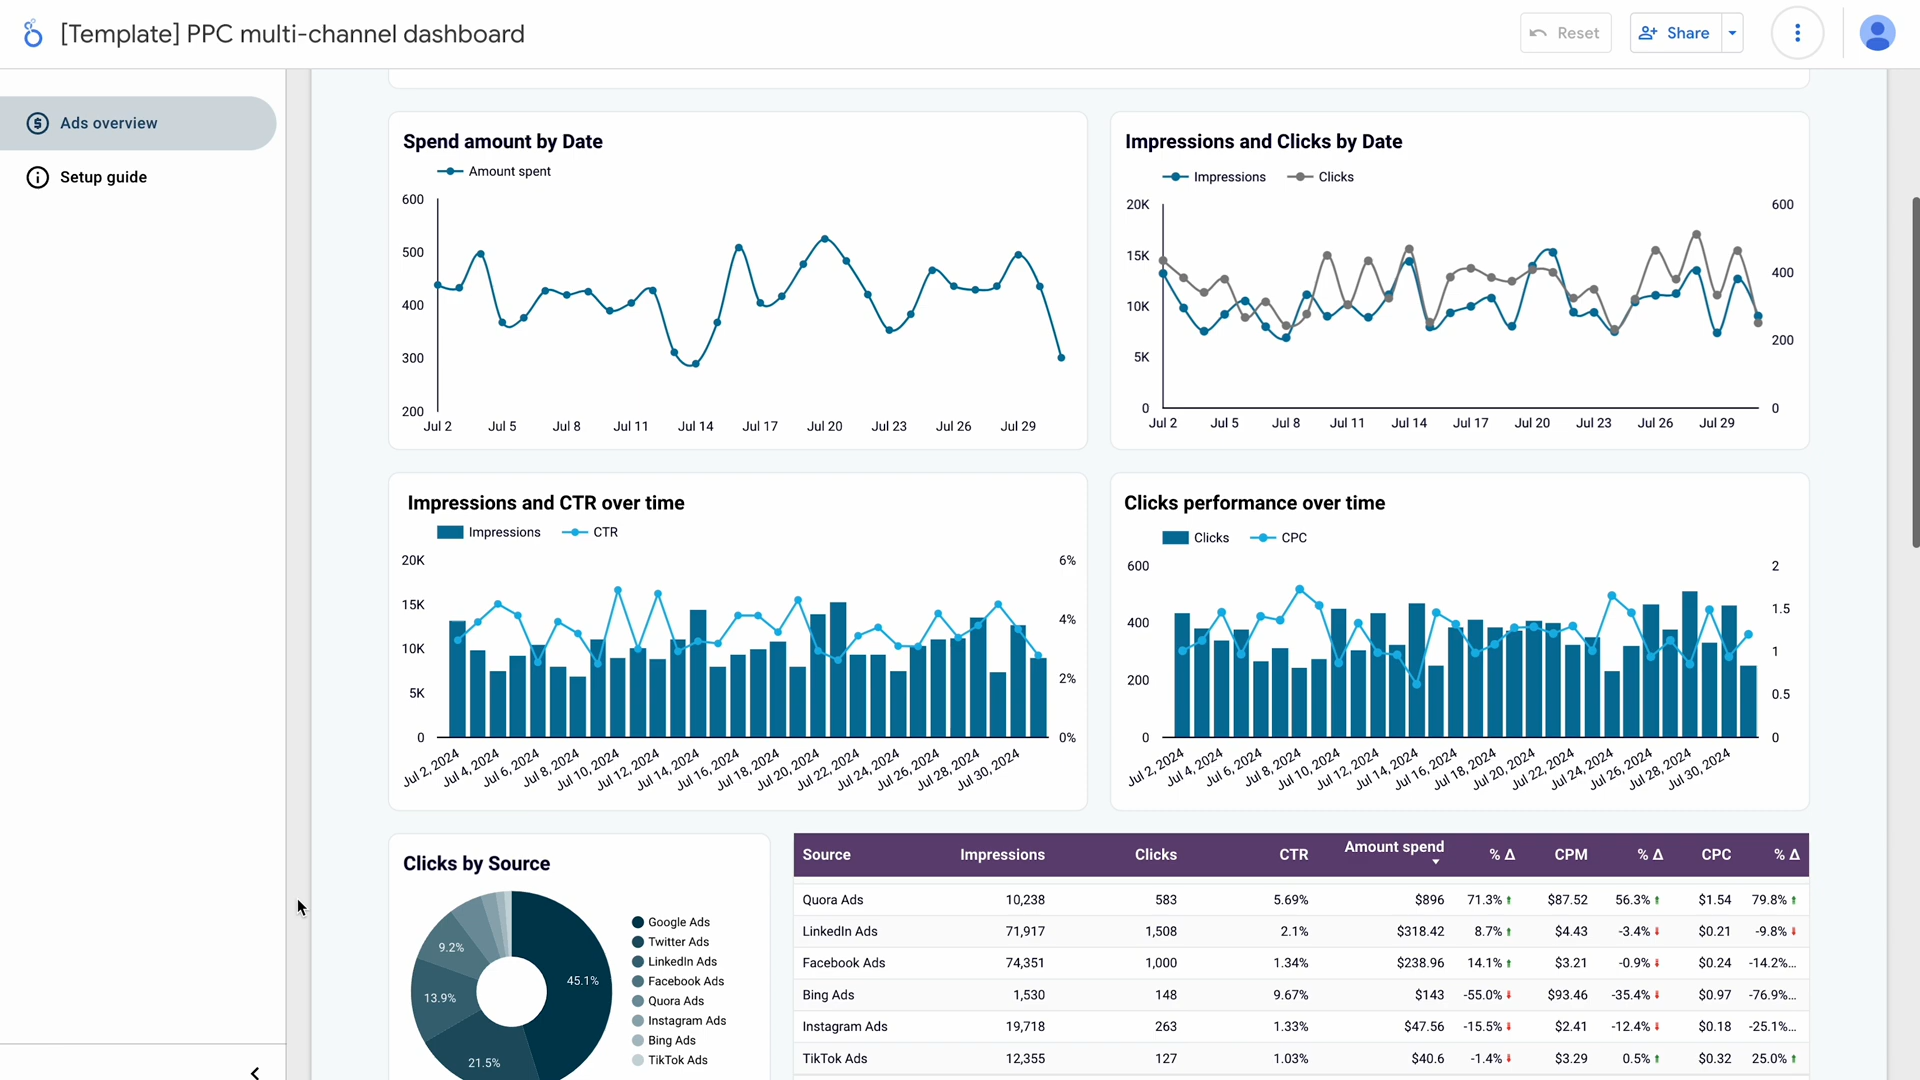 [Template] PPC multi-channel dashboard
Reset
Share
Ads overview
Setup guide
Spend amount by Date
Amount spent
600
500
400
300
200
Jul 2 Jul 5 Jul 8 Jul 11 Jul 14 Jul 17 Jul 20 Jul 23 Jul 26 Jul 29
Impressions and Clicks by Date
Impressions Clicks
20K 600
15K 400
10K
5K 200
0 0
Jul 2 Jul 5 Jul 8 Jul 11 Jul 14 Jul 17 Jul 20 Jul 23 Jul 26 Jul 29
Impressions and CTR over time
Impressions CTR
20K 6%
15K 4%
10K
5K 2%
0 0%
Jul 2, 2024 Jul 4, 2024 Jul 6, 2024 Jul 8, 2024 Jul 10, 2024 Jul 12, 2024 Jul 14, 2024 Jul 16, 2024 Jul 18, 2024 Jul 20, 2024 Jul 22, 2024 Jul 24, 2024 Jul 26, 2024 Jul 28, 2024 Jul 30, 2024
Clicks performance over time
Clicks CPC
600 2
1.5
400
1
200
0.5
0 0
Jul 2, 2024 Jul 4, 2024 Jul 6, 2024 Jul 8, 2024 Jul 10, 2024 Jul 12, 2024 Jul 14, 2024 Jul 16, 2024 Jul 18, 2024 Jul 20, 2024 Jul 22, 2024 Jul 24, 2024 Jul 26, 2024 Jul 28, 2024 Jul 30, 2024
Clicks by Source
45.1%
21.5%
13.9%
9.2%
Google Ads
Twitter Ads
LinkedIn Ads
Facebook Ads
Quora Ads
Instagram Ads
Bing Ads
TikTok Ads
Source Impressions Clicks CTR Amount spend % Δ CPM % Δ CPC % Δ
Quora Ads 10,238 583 5.69% $896 71.3% $87.52 56.3% $1.54 79.8%
LinkedIn Ads 71,917 1,508 2.1% $318.42 8.7% $4.43 -3.4% $0.21 -9.8%
Facebook Ads 74,351 1,000 1.34% $238.96 14.1% $3.21 -0.9% $0.24 -14.2%...
Bing Ads 1,530 148 9.67% $143 -55.0% $93.46 -35.4% $0.97 -76.9%...
Instagram Ads 19,718 263 1.33% $47.56 -15.5% $2.41 -12.4% $0.18 -25.1%...
TikTok Ads 12,355 127 1.03% $40.6 -1.4% $3.29 0.5% $0.32 25.0%